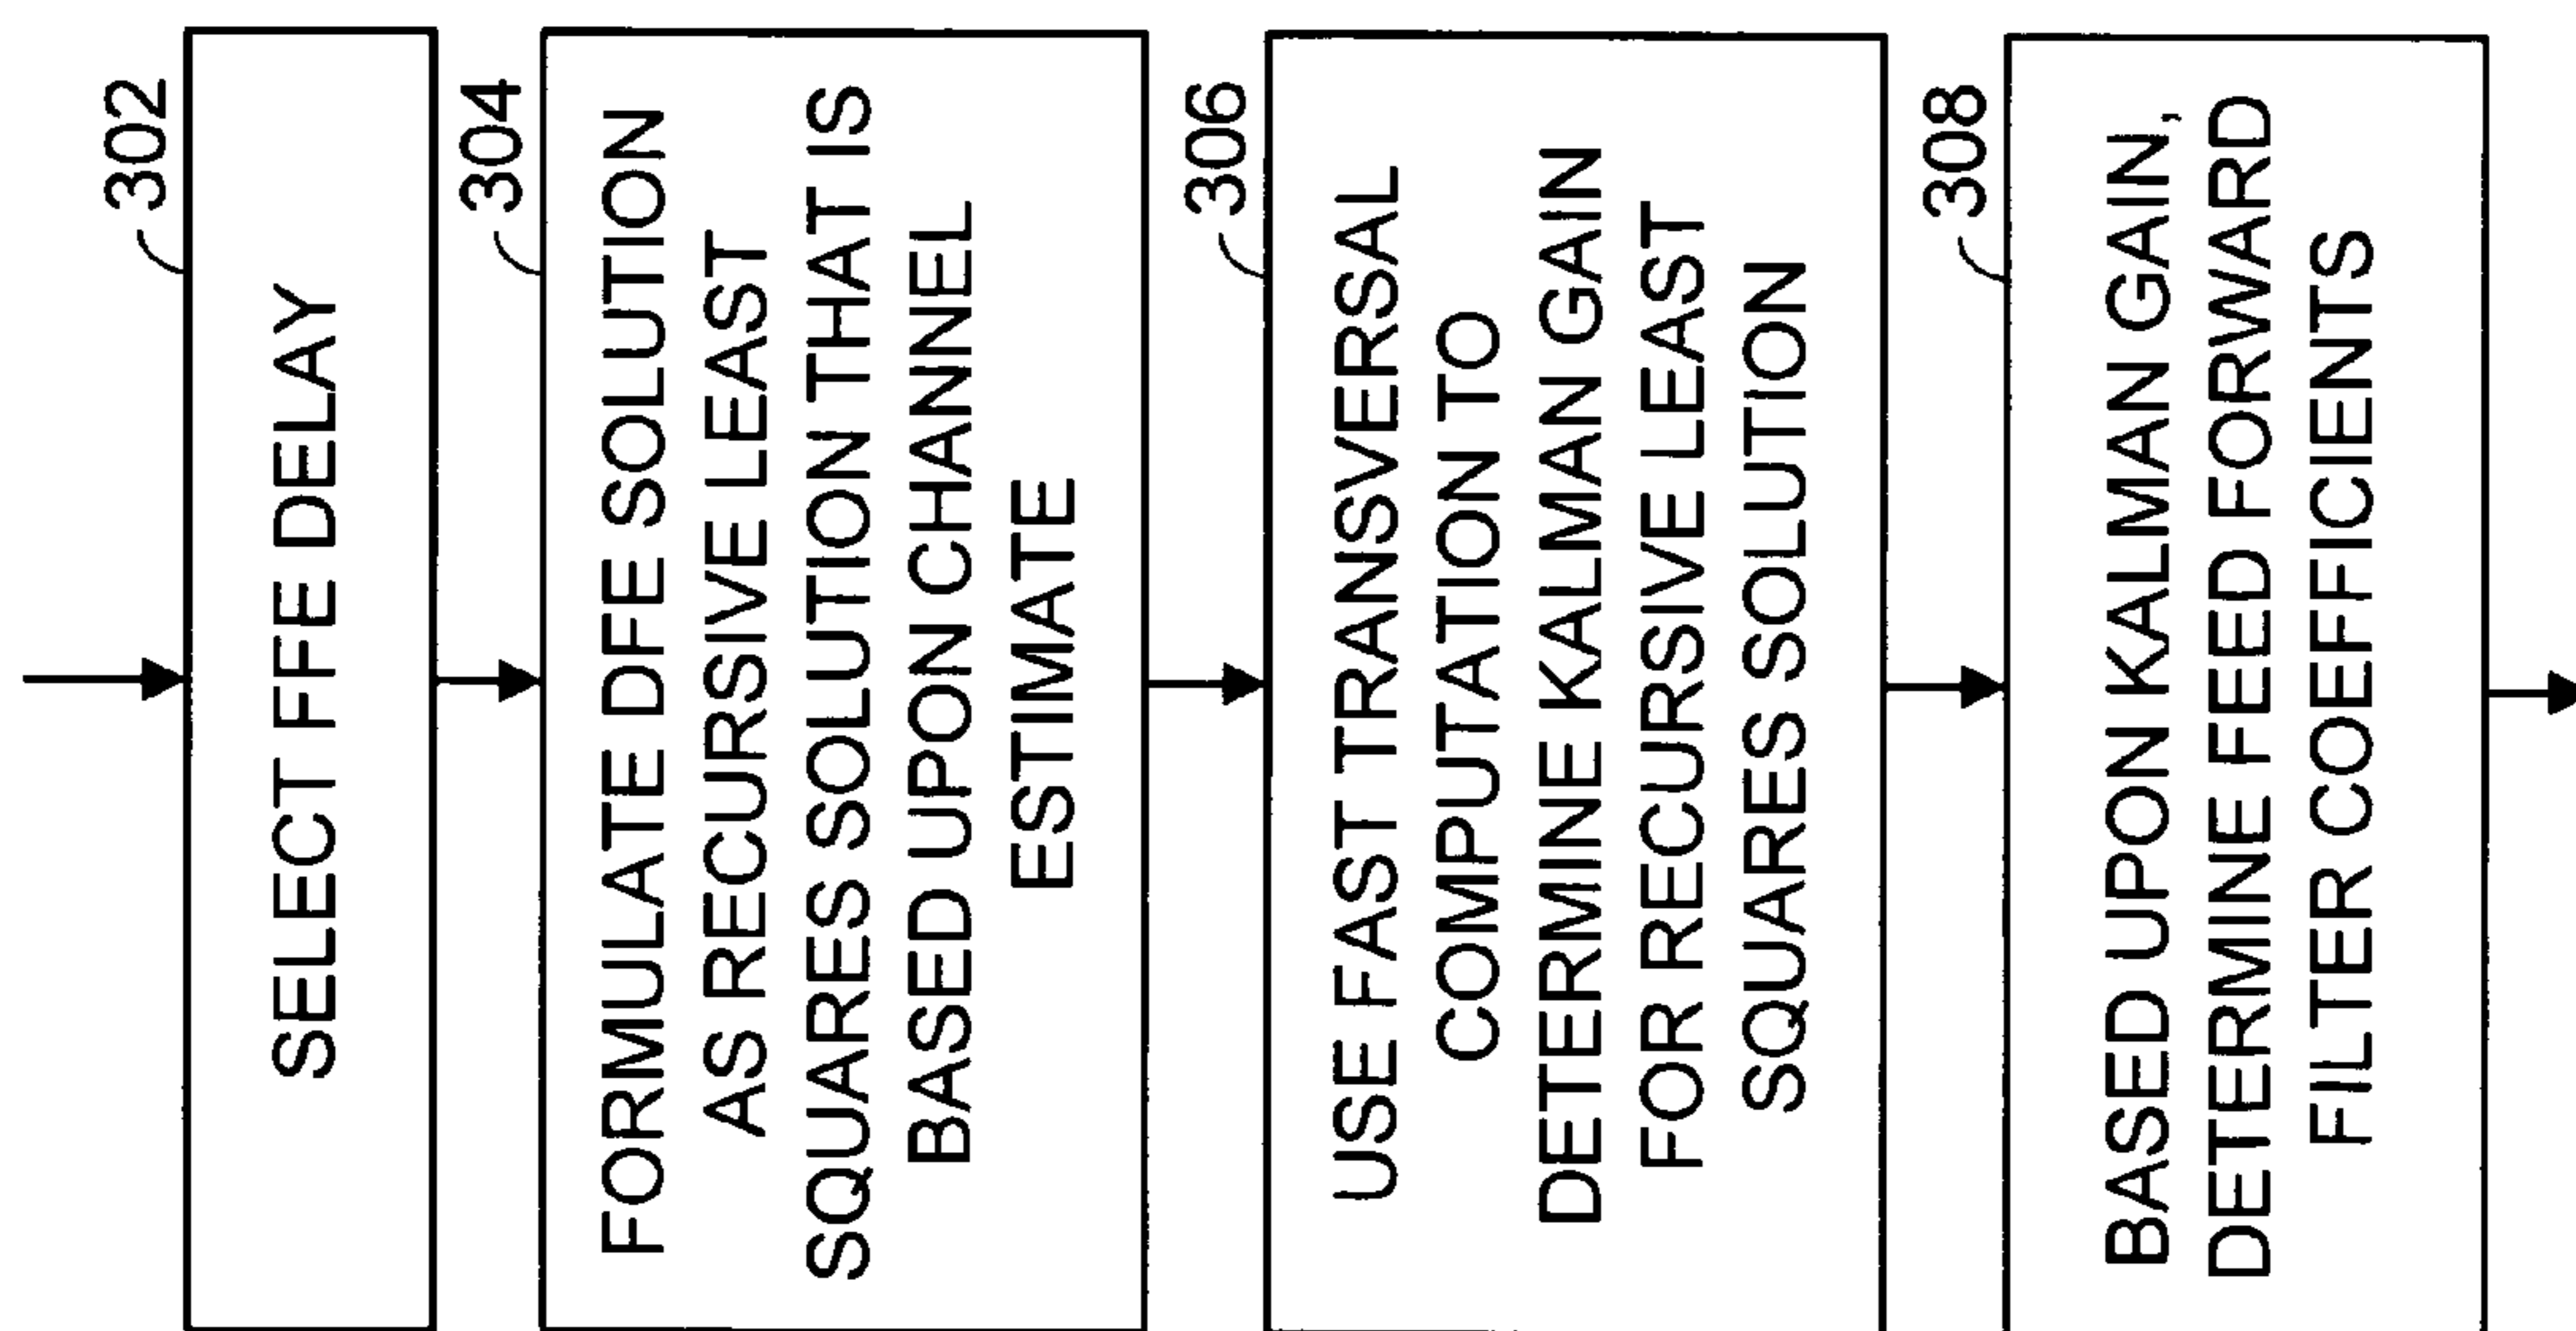 302
SELECT FFE DELAY
304
FORMULATE DFE SOLUTION
AS RECURSIVE LEAST
SQUARES SOLUTION THAT IS
BASED UPON CHANNEL
ESTIMATE
306
USE FAST TRANSVERSAL
COMPUTATION TO
DETERMINE KALMAN GAIN
FOR RECURSIVE LEAST
SQUARES SOLUTION
308
BASED UPON KALMAN GAIN,
DETERMINE FEED FORWARD
FILTER COEFFICIENTS